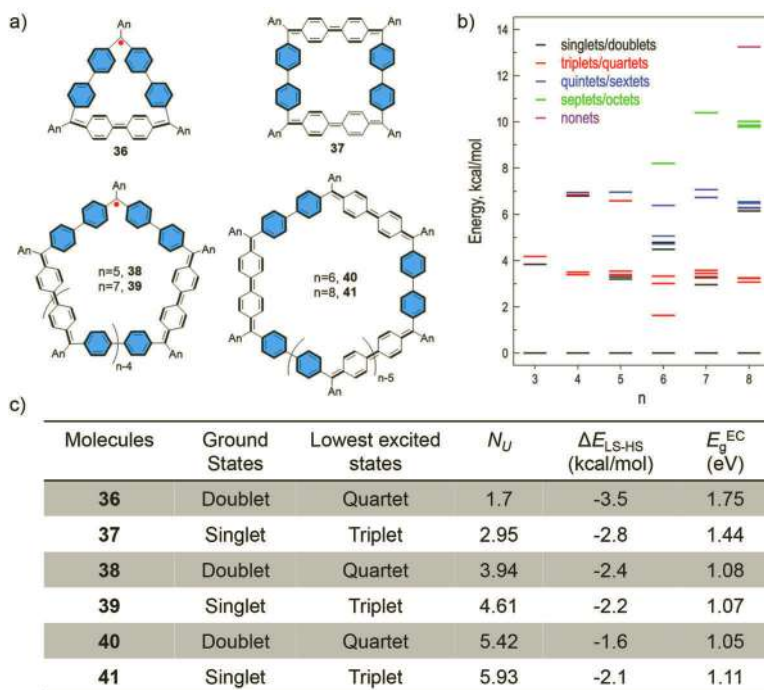 a)
An
An An
36
An An
An An
37
An
An An
n=5, 38
n=7, 39
An An
n-4
An An
An An
n=6, 40
n=8, 41
An An
n-5
b)
Energy, kcal/mol
14
12
10
8
6
4
2
0
singlets/doublets
triplets/quartets
quintets/sextets
septets/octets
nonets
3 4 5 6 7 8
n
c)
Molecules Ground States Lowest excited states N_U ΔE_LS-HS (kcal/mol) E_g^EC (eV)
36 Doublet Quartet 1.7 -3.5 1.75
37 Singlet Triplet 2.95 -2.8 1.44
38 Doublet Quartet 3.94 -2.4 1.08
39 Singlet Triplet 4.61 -2.2 1.07
40 Doublet Quartet 5.42 -1.6 1.05
41 Singlet Triplet 5.93 -2.1 1.11